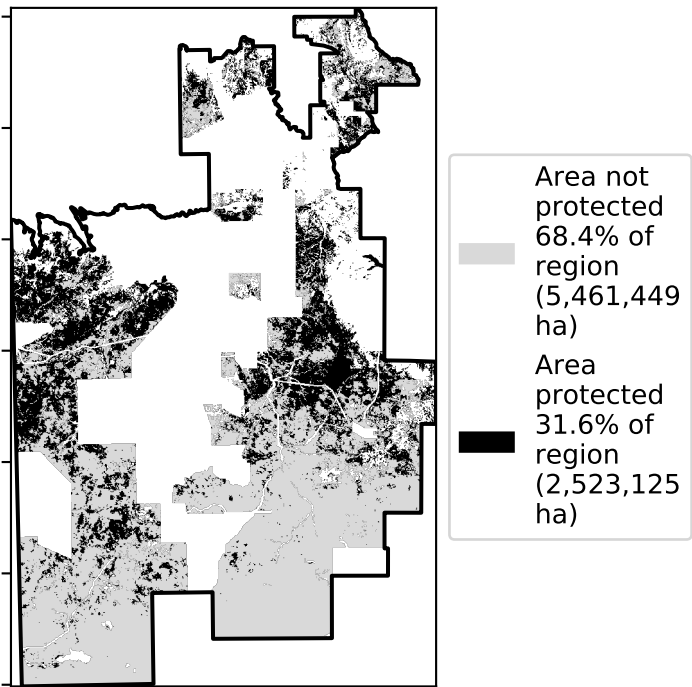 Area not
protected
68.4% of
region
(5,461,449
ha)
Area
protected
31.6% of
region
(2,523,125
ha)